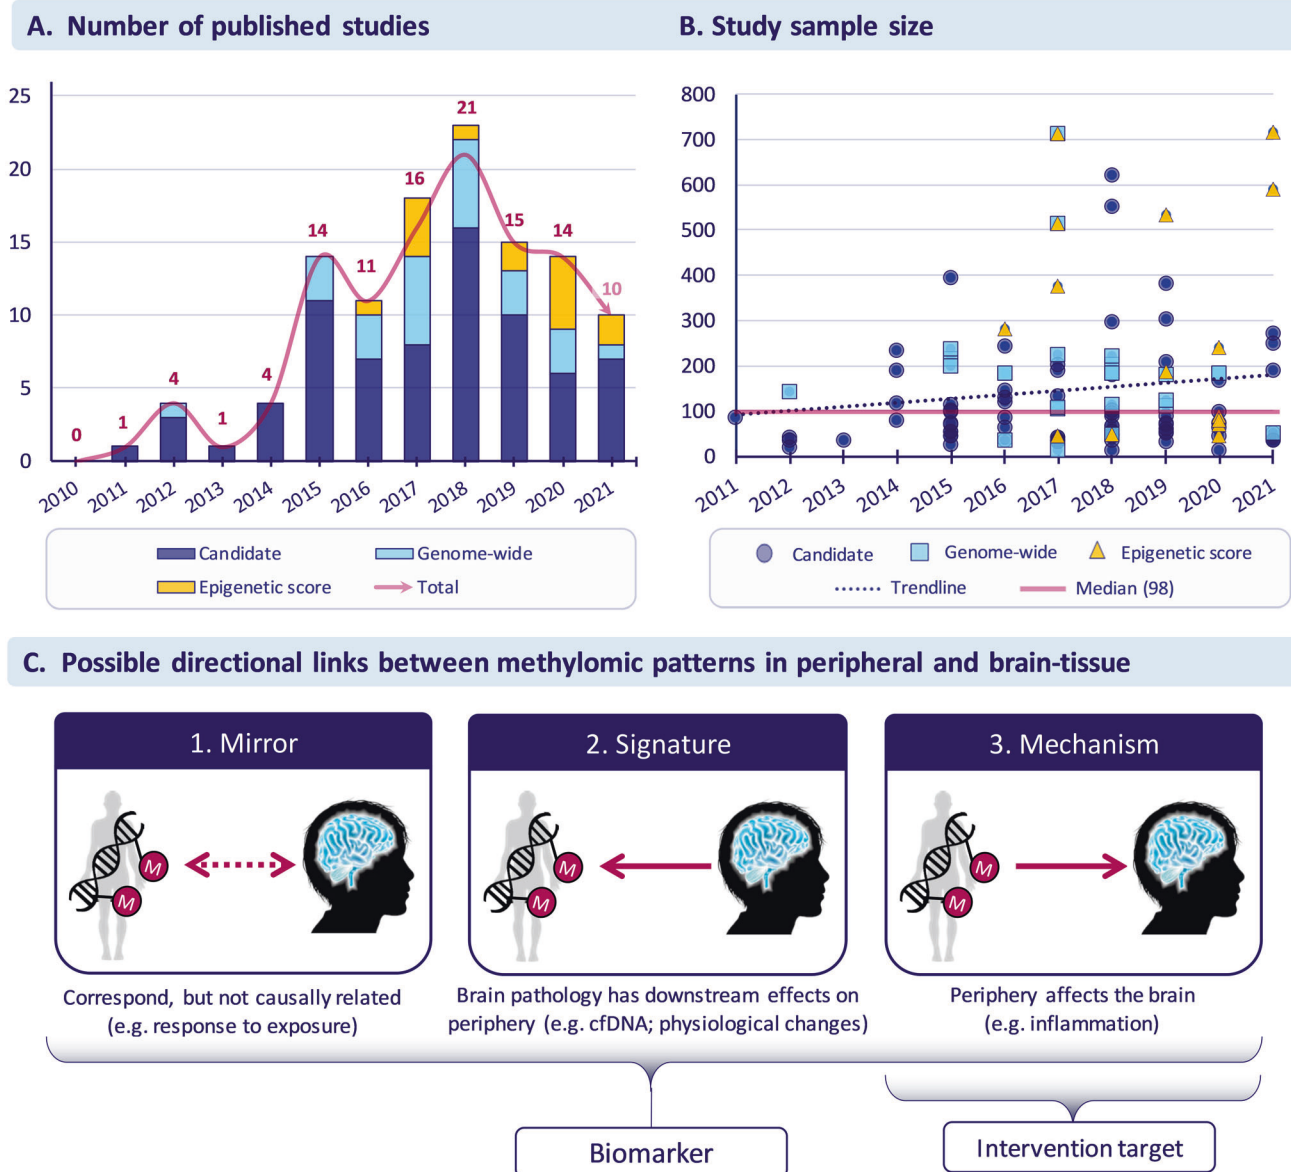 A. Number of published studies
B. Study sample size
25
20
15
10
5
0
0
1
4
1
4
14
11
16
21
15
14
10
2010
2011
2012
2013
2014
2015
2016
2017
2018
2019
2020
2021
Candidate
Genome-wide
Epigenetic score
Total
800
700
600
500
400
300
200
100
0
2011
2012
2013
2014
2015
2016
2017
2018
2019
2020
2021
Candidate
Genome-wide
Epigenetic score
Trendline
Median (98)
C. Possible directional links between methylomic patterns in peripheral and brain-tissue
1. Mirror
M
M
Correspond, but not causally related
(e.g. response to exposure)
2. Signature
M
M
Brain pathology has downstream effects on
periphery (e.g. cfDNA; physiological changes)
3. Mechanism
M
M
Periphery affects the brain
(e.g. inflammation)
Biomarker
Intervention target